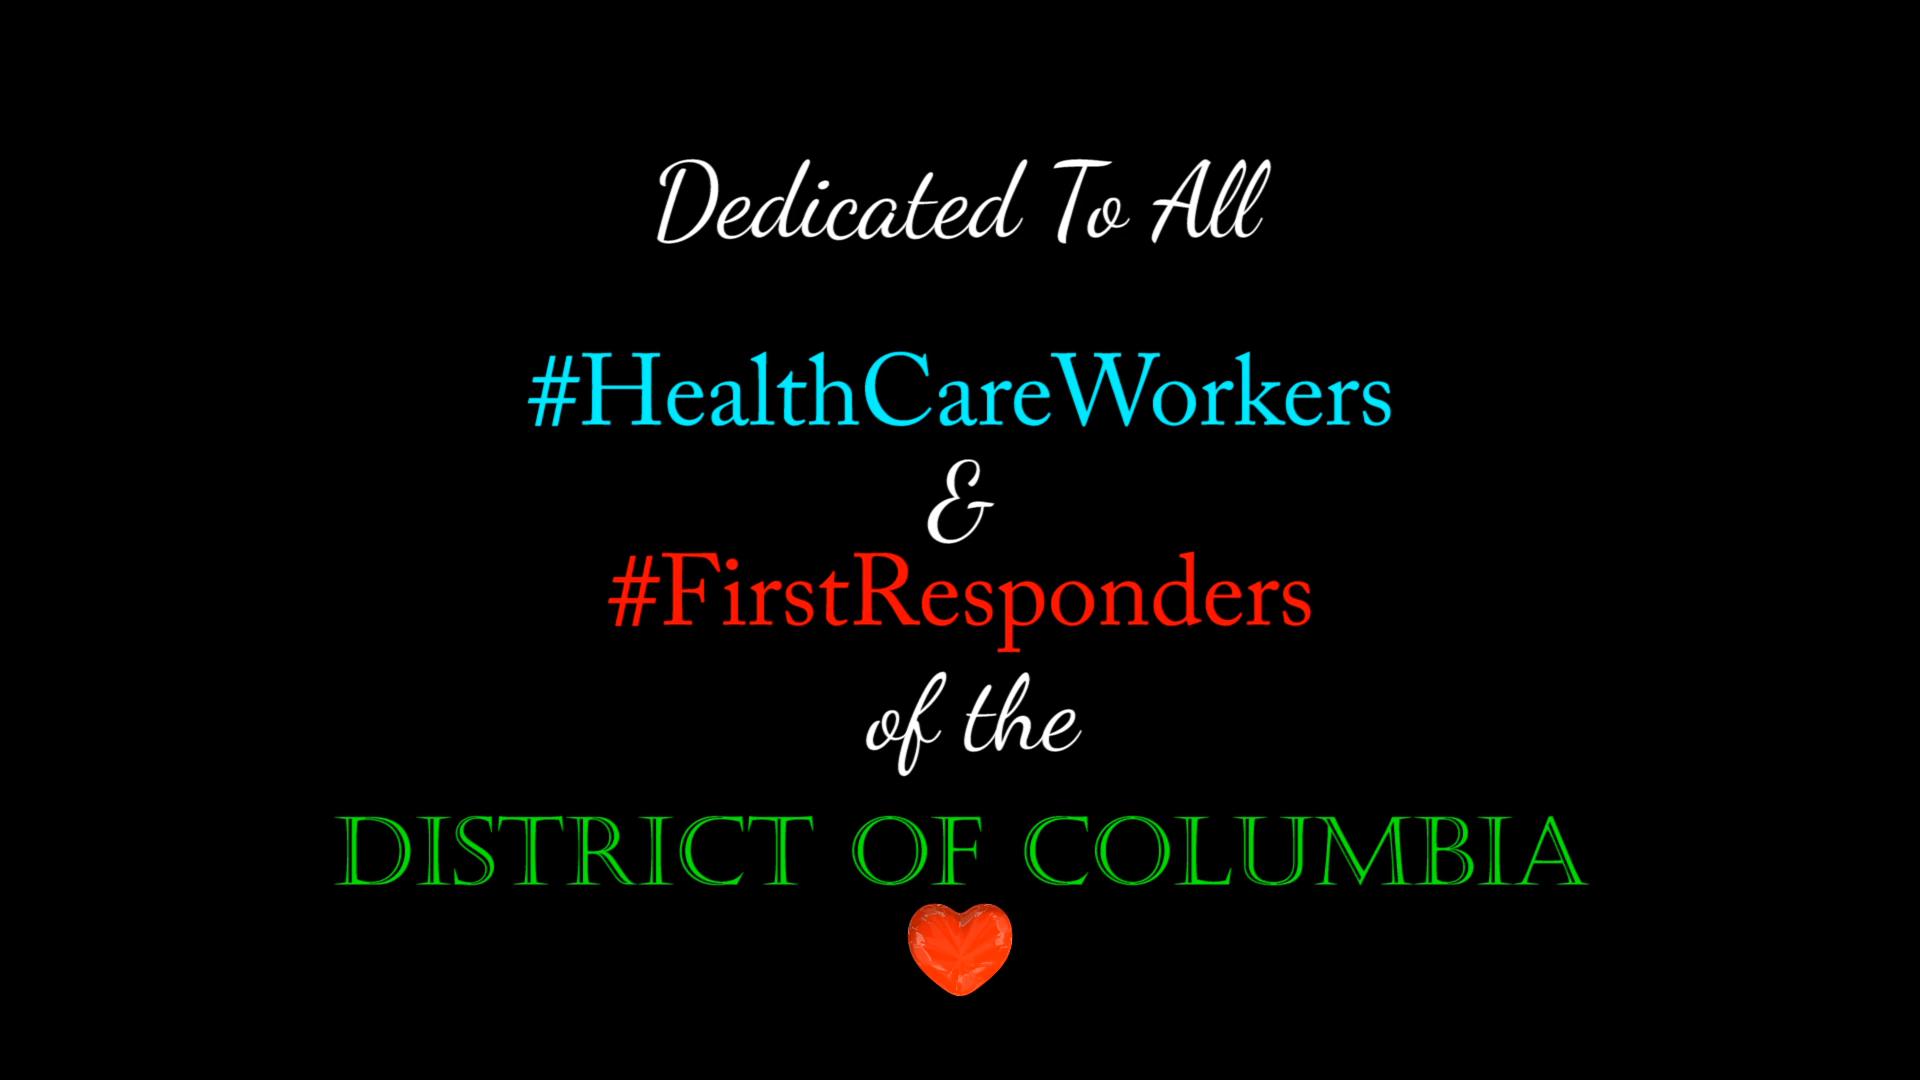 Dedicated To All
#HealthCareWorkers
&
#FirstResponders
of the
DISTRICT OF COLUMBIA